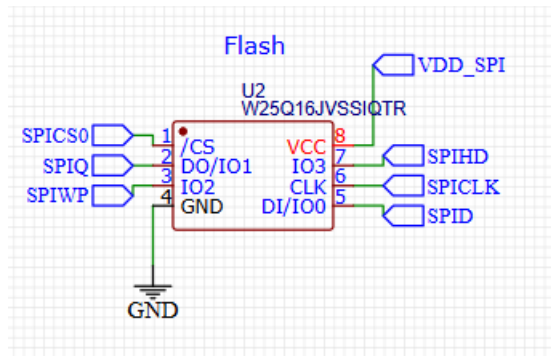 Flash
U2
W25Q16JVSSIQTR
VDD_SPI
SPICS0 1 /CS VCC 8
SPIQ 2 DO/IO1 IO3 7 SPIHD
SPIWP 3 IO2 CLK 6 SPICLK
4 GND DI/IO0 5 SPID
GND